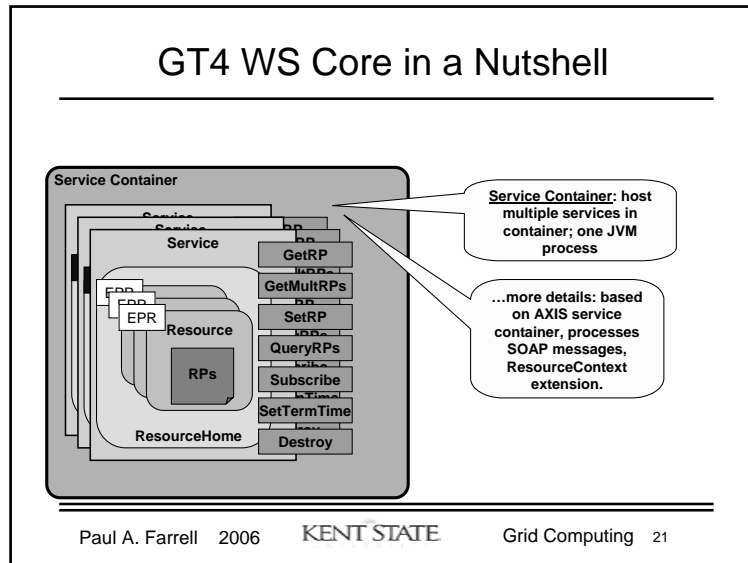 GT4 WS Core in a Nutshell
Service Container
Service
Service
Service
GetRP
GetMultRPs
SetRP
QueryRPs
Subscribe
SetTermTime
Destroy
EPR
EPR
EPR
Resource
RPs
ResourceHome
Service Container: host
multiple services in
container; one JVM
process
…more details: based
on AXIS service
container, processes
SOAP messages,
ResourceContext
extension.
Paul A. Farrell 2006
KENT STATE
Grid Computing 21